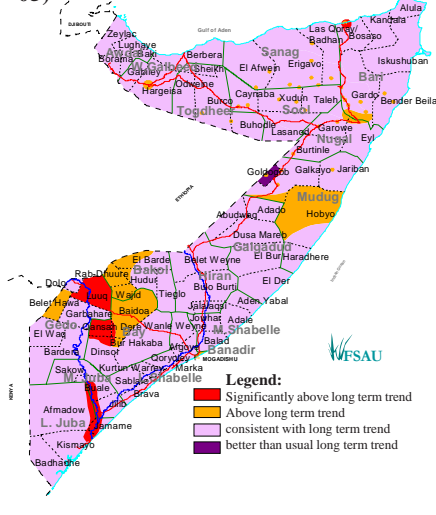 DJIBOUTI
Gulf of Aden
Alula
Kandala
Las Qoray/
Badhan
Bosaso
Zeylac
Lughaye
Awdal
Baki
Borama
Berbera
Sheikh
Sanag
Erigavo
El Afwein
Iskushuban
W.Galbeed
Gabiley
Hargeisa
Odweine
Bari
Caynaba
Xudun
Taleh
Gardo
Bender Beila
Burco
Togdheer
Sool
Buhodle
Lasanod
Garowe
Nugal
Eyl
Burtinle
Goldogob
Galkayo
Jariban
ETHIOPIA
Mudug
Abudwaq
Adado
Hobyo
Dusa Mareb
Galgadud
El Barde
Belet Weyne
El Bur
Haradhere
Rab-Dhuure
Bakol
Hudur
Hiran
Dolo
Luuq
Wajid
Tieglo
Bulo Burti
El Der
Belet Hawa
Garbahare
Baidoa
Jalalaqsi
Aden Yabal
Gedo
Qansah Dere
Bay
Wanle Weyne
Jowhar
Adale
El Waq
Bur Hakaba
M.Shabelle
Bardera
Dinsor
Afgoye
Balad
Banadir
Qoryoley
MOGADISHU
Sakow
Kurtun Warrey
Marka
M. Juba
Sablale
Shabelle
Buale
Brava
Jilib
Afmadow
L. Juba
Jamame
Kismayo
Badhadhe
KENYA
FSAU
Legend:
Significantly above long term trend
Above long term trend
consistent with long term trend
better than usual long term trend